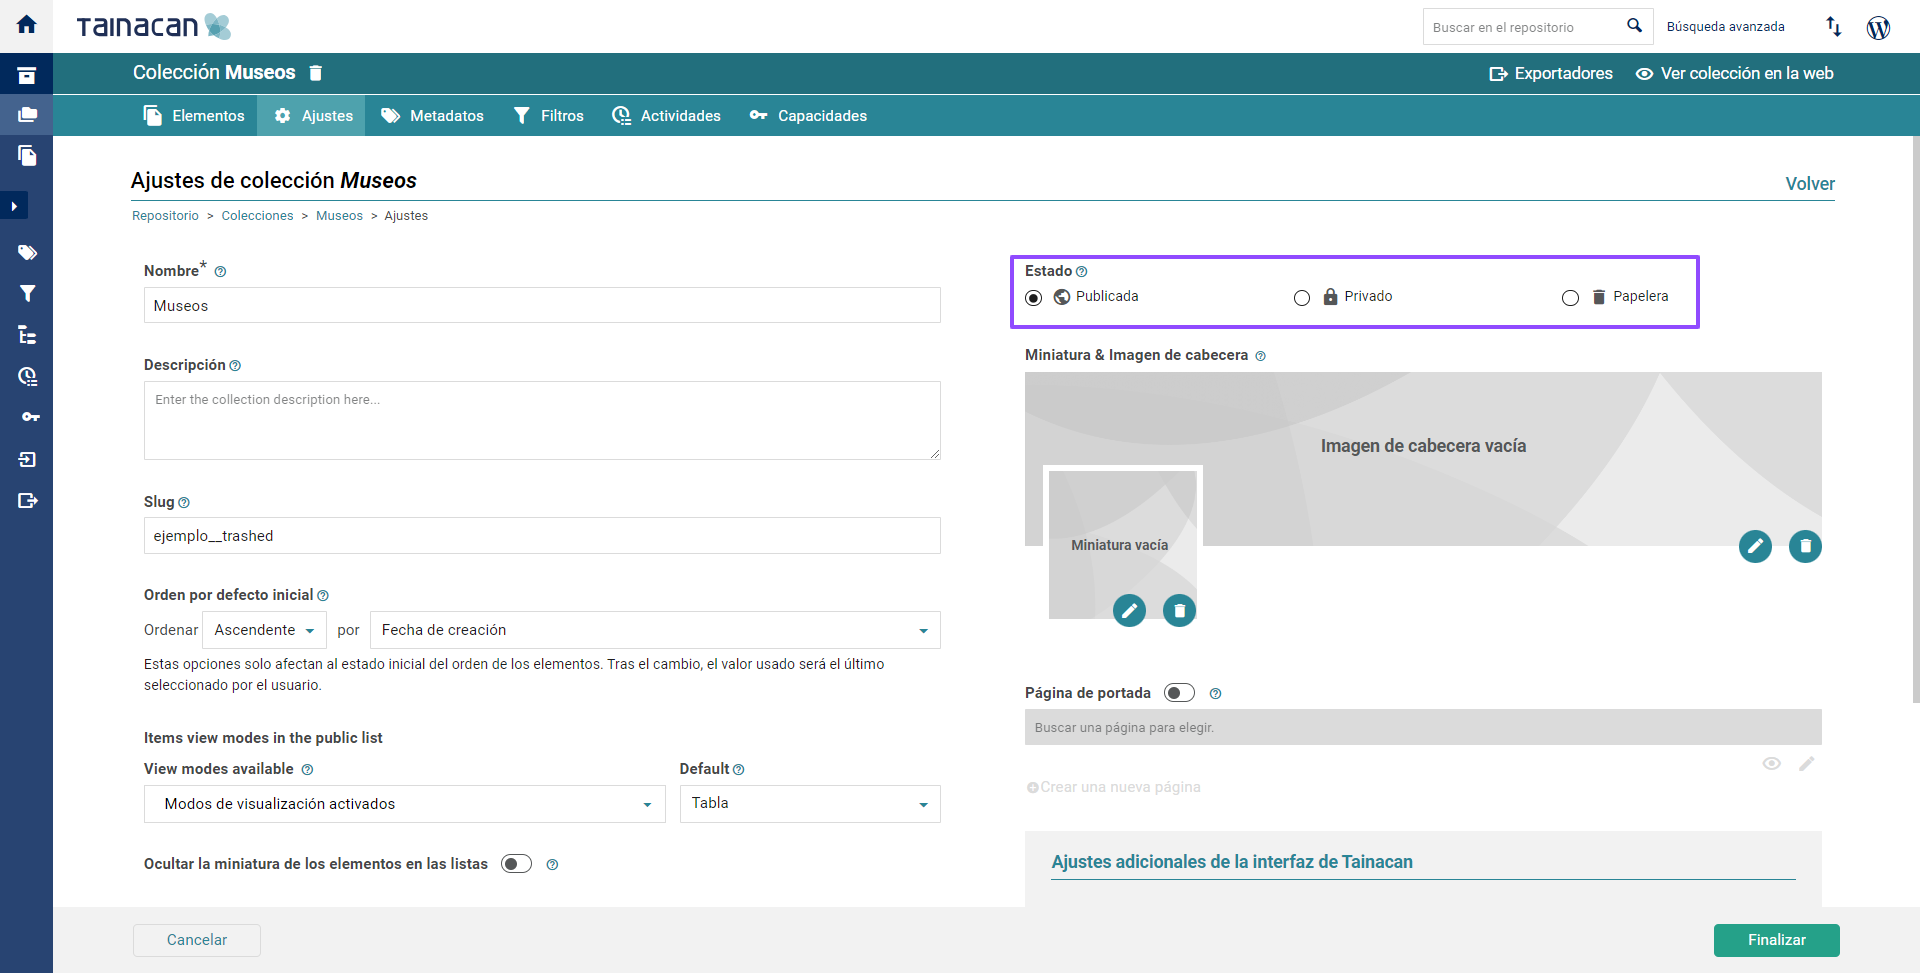 TAINACAN
Buscar en el repositorio
Búsqueda avanzada
Colección Museos
Exportadores
Ver colección en la web
Elementos
Ajustes
Metadatos
Filtros
Actividades
Capacidades
Ajustes de colección Museos
Volver
Repositorio > Colecciones > Museos > Ajustes
Nombre*
Museos
Descripción
Enter the collection description here...
Slug
ejemplo__trashed
Orden por defecto inicial
Ordenar Ascendente por Fecha de creación
Estas opciones solo afectan al estado inicial del orden de los elementos. Tras el cambio, el valor usado será el último
seleccionado por el usuario.
Items view modes in the public list
View modes available
Modos de visualización activados
Default
Tabla
Ocultar la miniatura de los elementos en las listas
Estado
Publicada
Privado
Papelera
Miniatura & Imagen de cabecera
Imagen de cabecera vacía
Miniatura vacía
Página de portada
Buscar una página para elegir.
Crear una nueva página
Ajustes adicionales de la interfaz de Tainacan
Cancelar
Finalizar